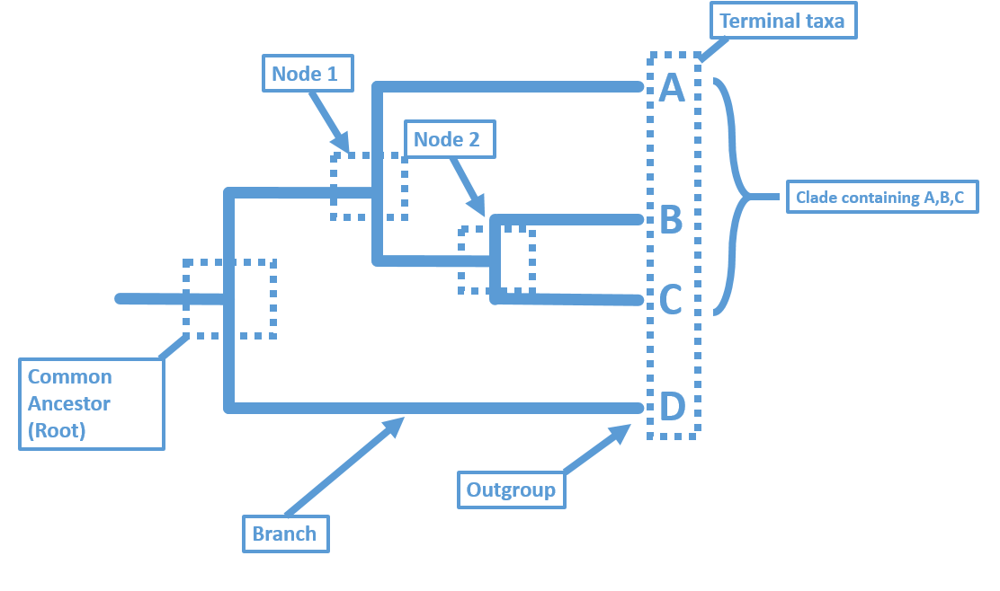 Terminal taxa
Node 1
A
Node 2
B
Clade containing A,B,C
C
Common
Ancestor
(Root)
D
Outgroup
Branch